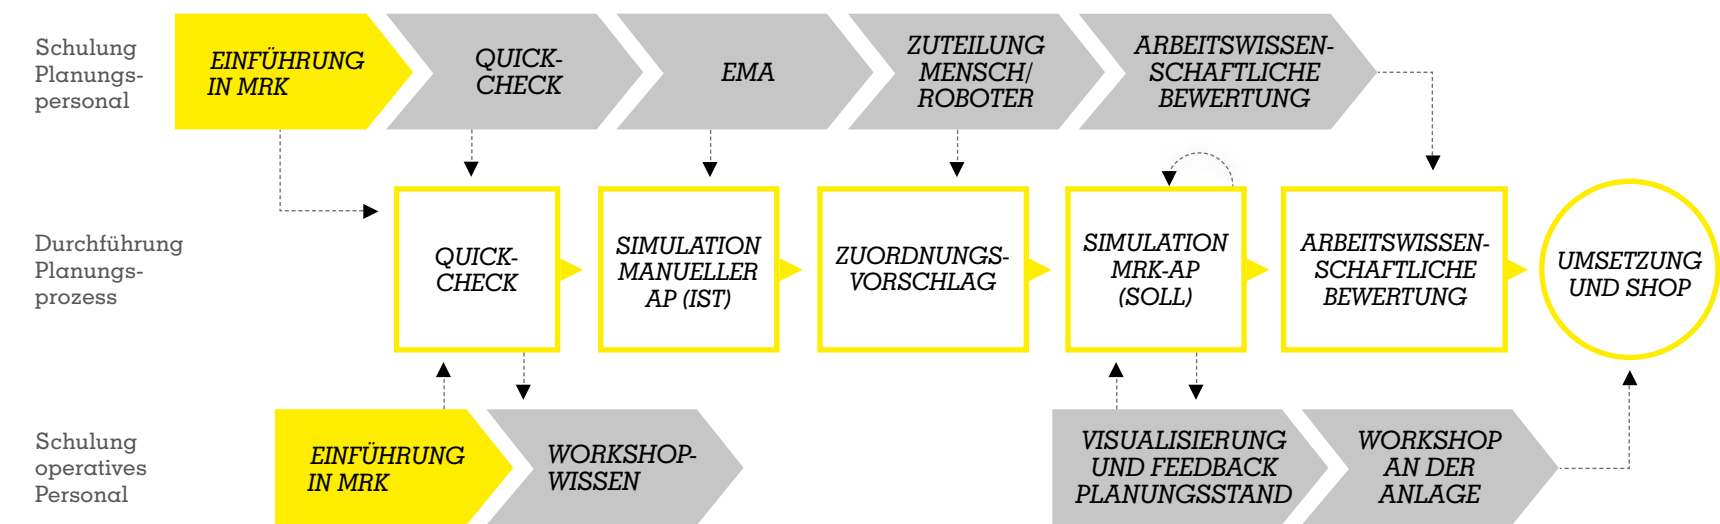 Schulung
Planungs-
personal
EINFÜHRUNG
IN MRK
QUICK-
CHECK
EMA
ZUTEILUNG
MENSCH/
ROBOTER
ARBEITSWISSEN-
SCHAFTLICHE
BEWERTUNG
Durchführung
Planungs-
prozess
QUICK-
CHECK
SIMULATION
MANUELLER
AP (IST)
ZUORDNUNGS-
VORSCHLAG
SIMULATION
MRK-AP
(SOLL)
ARBEITSWISSEN-
SCHAFTLICHE
BEWERTUNG
UMSETZUNG
UND SHOP
Schulung
operatives
Personal
EINFÜHRUNG
IN MRK
WORKSHOP-
WISSEN
VISUALISIERUNG
UND FEEDBACK
PLANUNGSSTAND
WORKSHOP
AN DER
ANLAGE